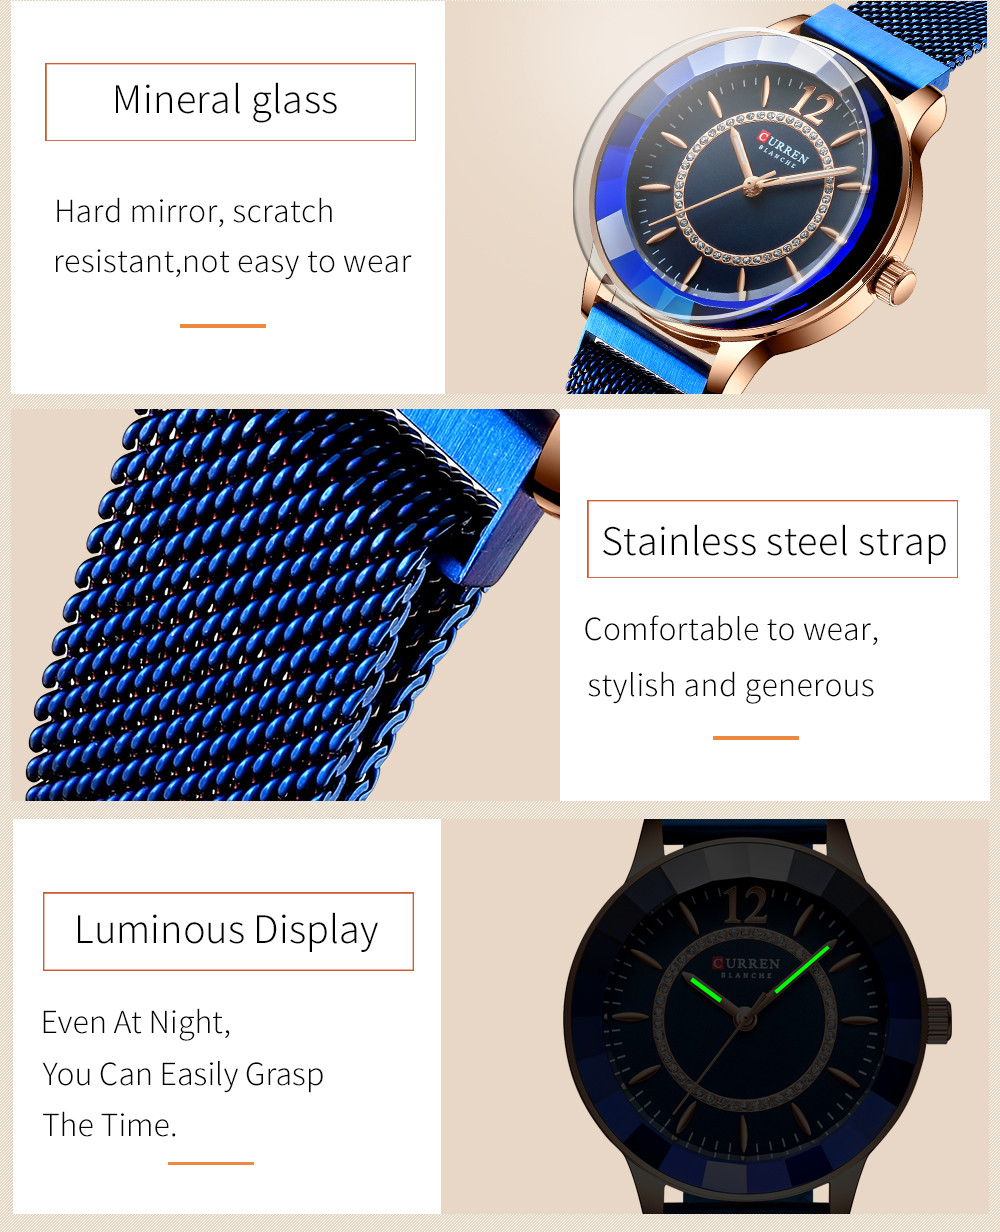 Mineral glass
Hard mirror, scratch
resistant,not easy to wear
12
CURREN
BLANCHE
Stainless steel strap
Comfortable to wear,
stylish and generous
Luminous Display
Even At Night,
You Can Easily Grasp
The Time.
12
CURREN
BLANCHE